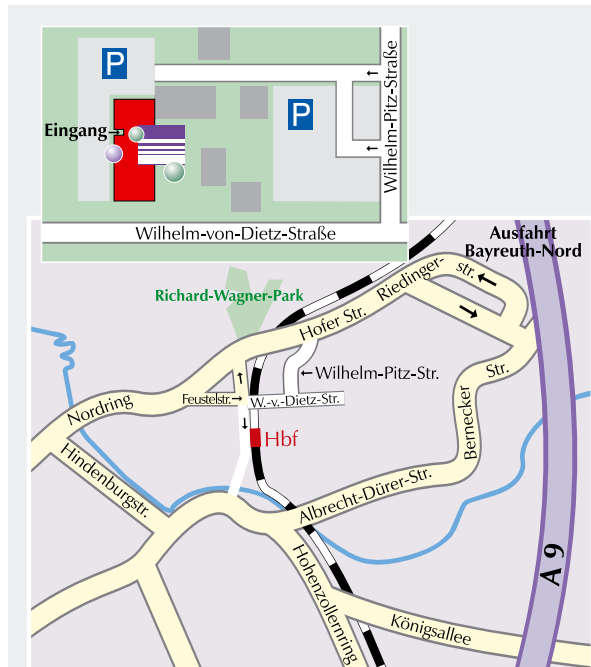 P
P
Eingang
Wilhelm-Pitz-Straße
Wilhelm-von-Dietz-Straße
Ausfahrt
Bayreuth-Nord
Richard-Wagner-Park
Riedinger-
str.
Hofer Str.
Wilhelm-Pitz-Str.
Feustelstr.
W.-v.-Dietz-Str.
Nordring
Bernecker
Str.
Hbf
Hindenburgstr.
Albrecht-Dürer-Str.
Hohenzollernring
Königsallee
A 9